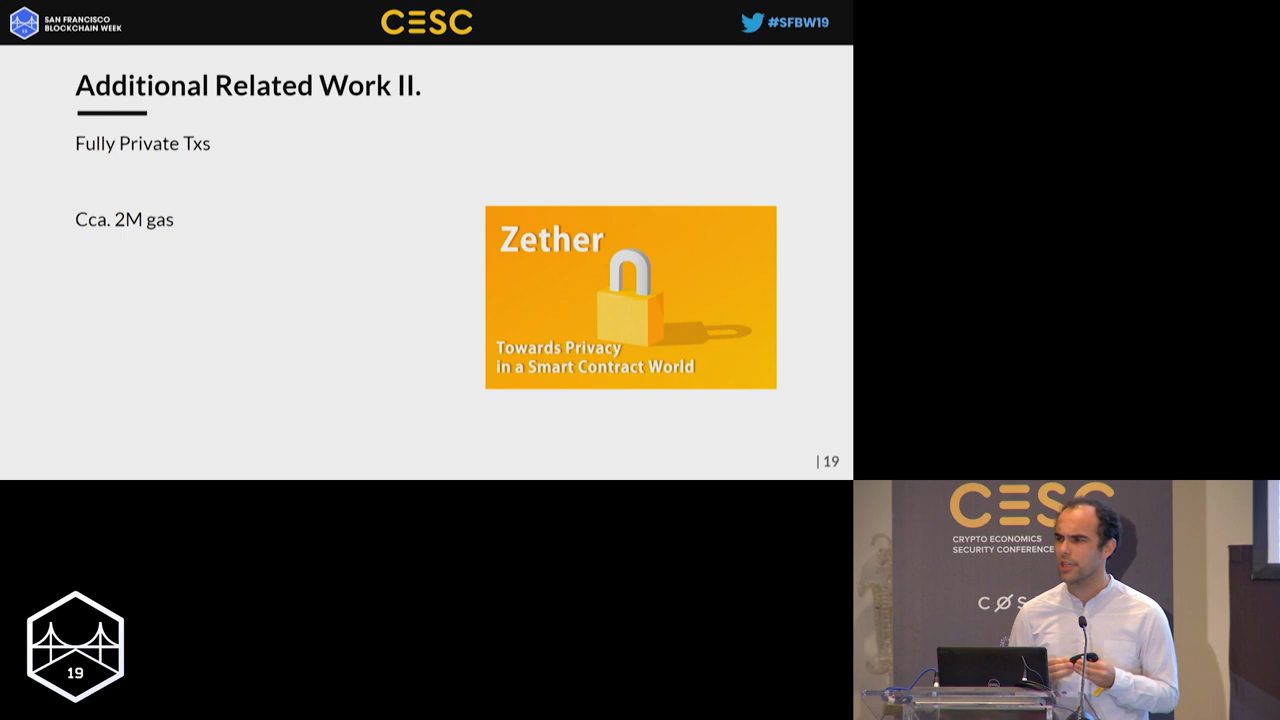 SAN FRANCISCO
BLOCKCHAIN WEEK
CESC
#SFBW19
Additional Related Work II.
Fully Private Txs
Cca. 2M gas
Zether
Towards Privacy
in a Smart Contract World
| 19
CESC
CRYPTO ECONOMICS
SECURITY CONFERENCE
19